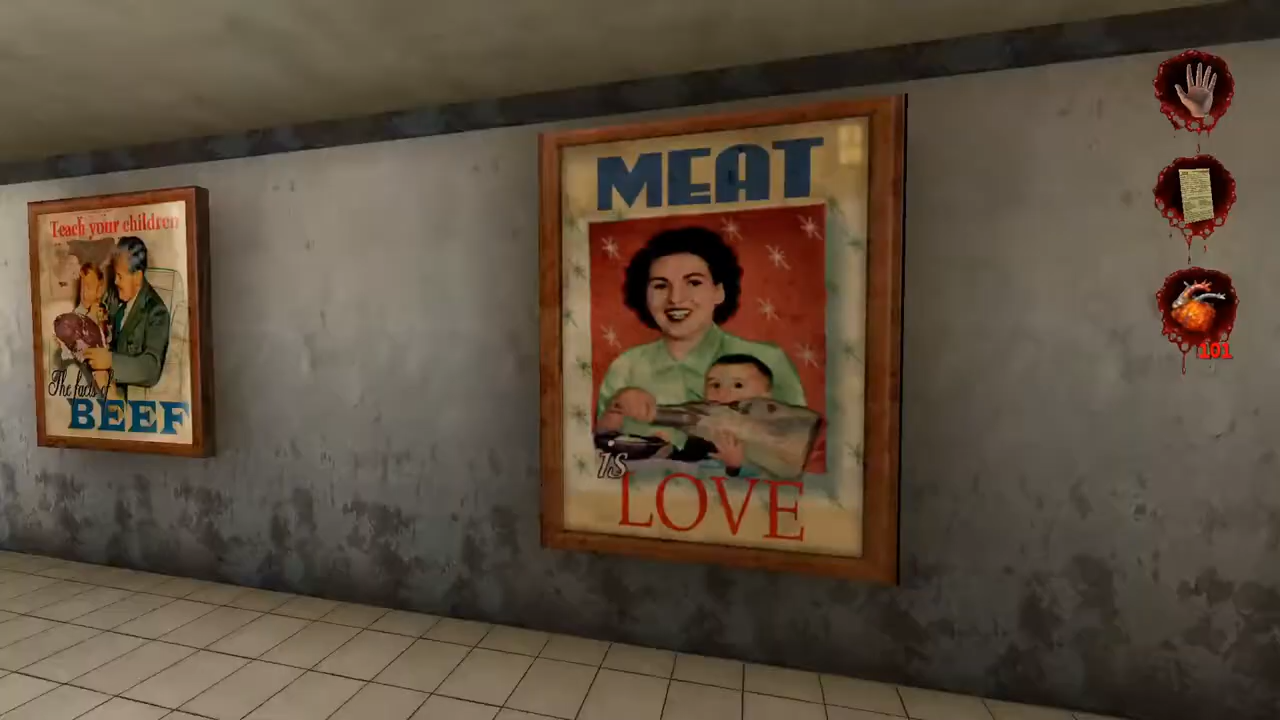 Teach your children
The facts of
BEEF
MEAT
is
LOVE
101